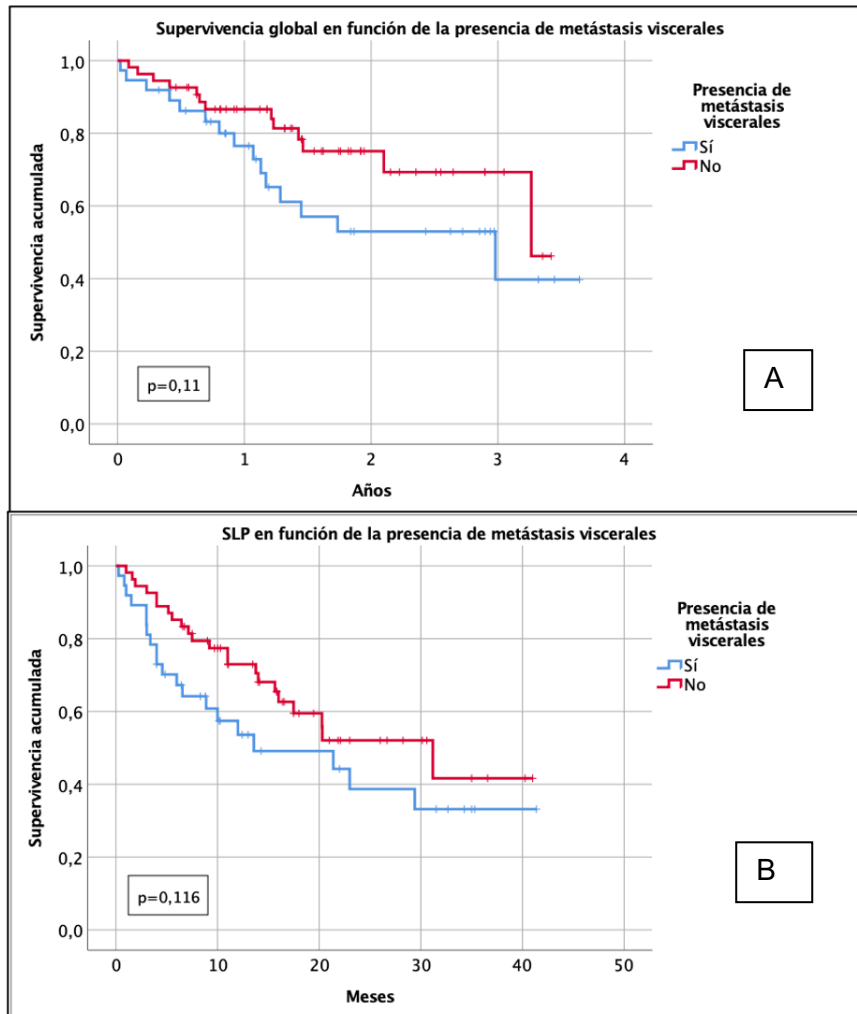 Supervivencia global en función de la presencia de metástasis viscerales
1,0
0,8
0,6
0,4
0,2
0,0
Supervivencia acumulada
p=0,11
0 1 2 3 4
Años
Presencia de
metástasis
viscerales
Sí
No
A
SLP en función de la presencia de metástasis viscerales
1,0
0,8
0,6
0,4
0,2
0,0
Supervivencia acumulada
p=0,116
0 10 20 30 40 50
Meses
Presencia de
metástasis
viscerales
Sí
No
B